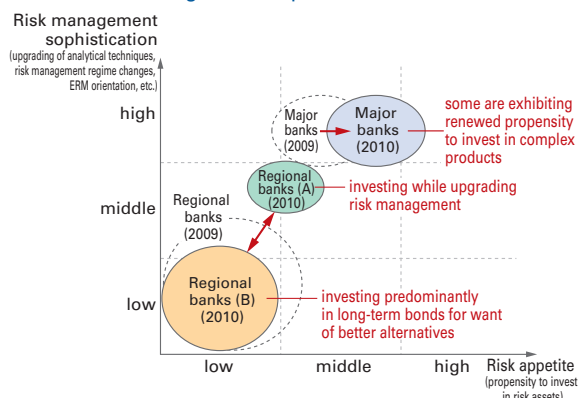 Risk management
sophistication
(upgrading of analytical techniques,
risk management regime changes,
ERM orientation, etc.)
high
middle
low
Major
banks
(2009)
Major
banks
(2010)
some are exhibiting
renewed propensity
to invest in complex
products
Regional
banks (A)
(2010)
investing while upgrading
risk management
Regional
banks
(2009)
Regional
banks (B)
(2010)
investing predominantly
in long-term bonds for want
of better alternatives
low
middle
high
Risk appetite
(propensity to invest
in risk assets)